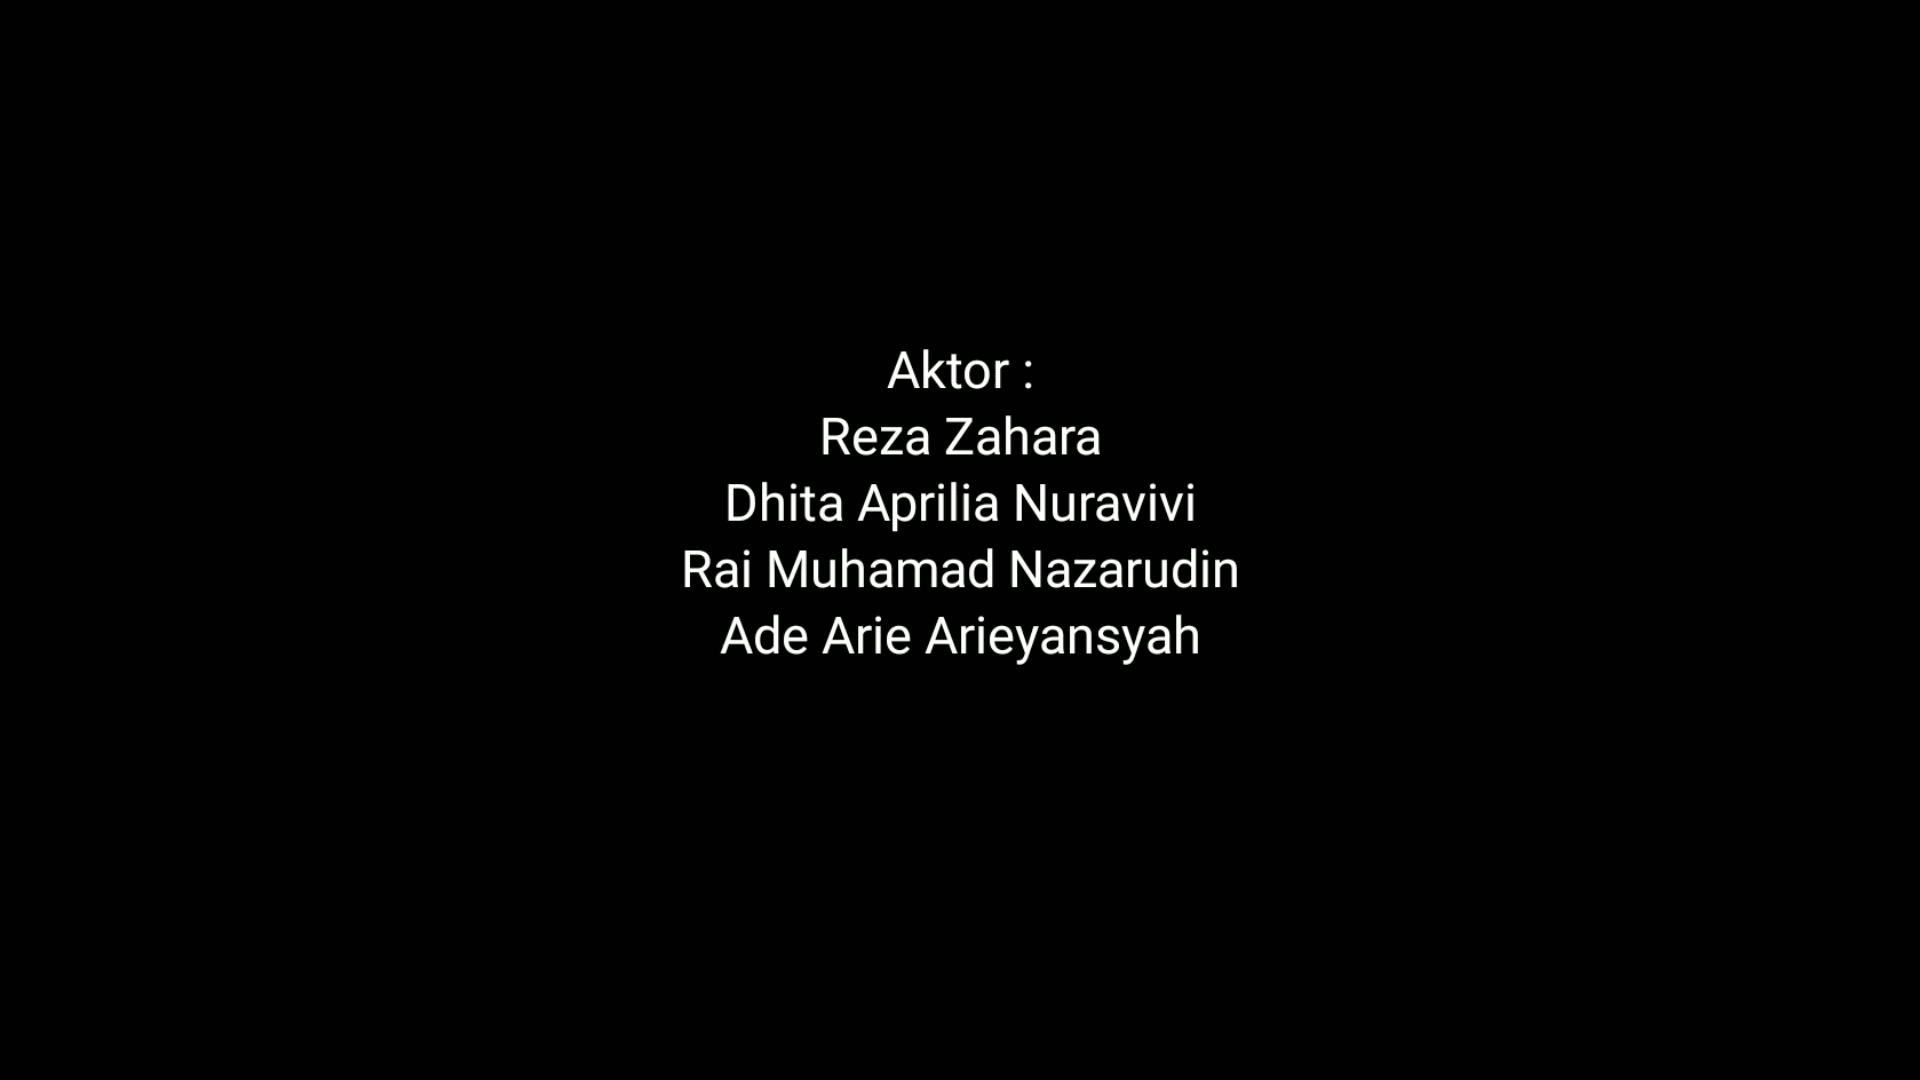 Aktor :
Reza Zahara
Dhita Aprilia Nuravivi
Rai Muhamad Nazarudin
Ade Arie Arieyansyah